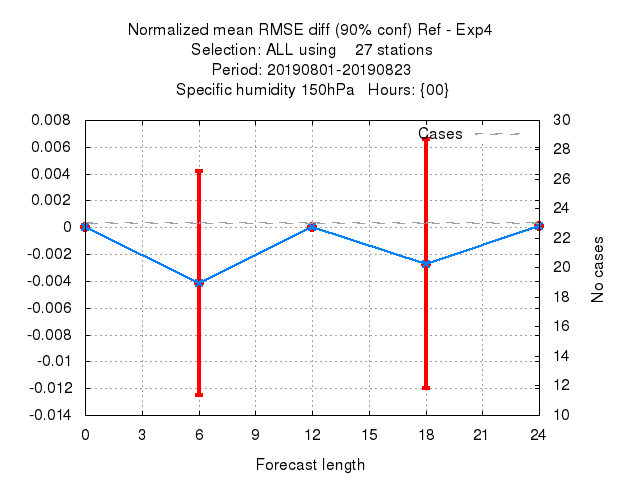 Normalized mean RMSE diff (90% conf) Ref - Exp4
Selection: ALL using 27 stations
Period: 20190801-20190823
Specific humidity 150hPa Hours: {00}
Cases
0.008
0.006
0.004
0.002
0
-0.002
-0.004
-0.006
-0.008
-0.01
-0.012
-0.014
30
28
26
24
22
20
18
16
14
12
10
No cases
0 3 6 9 12 15 18 21 24
Forecast length